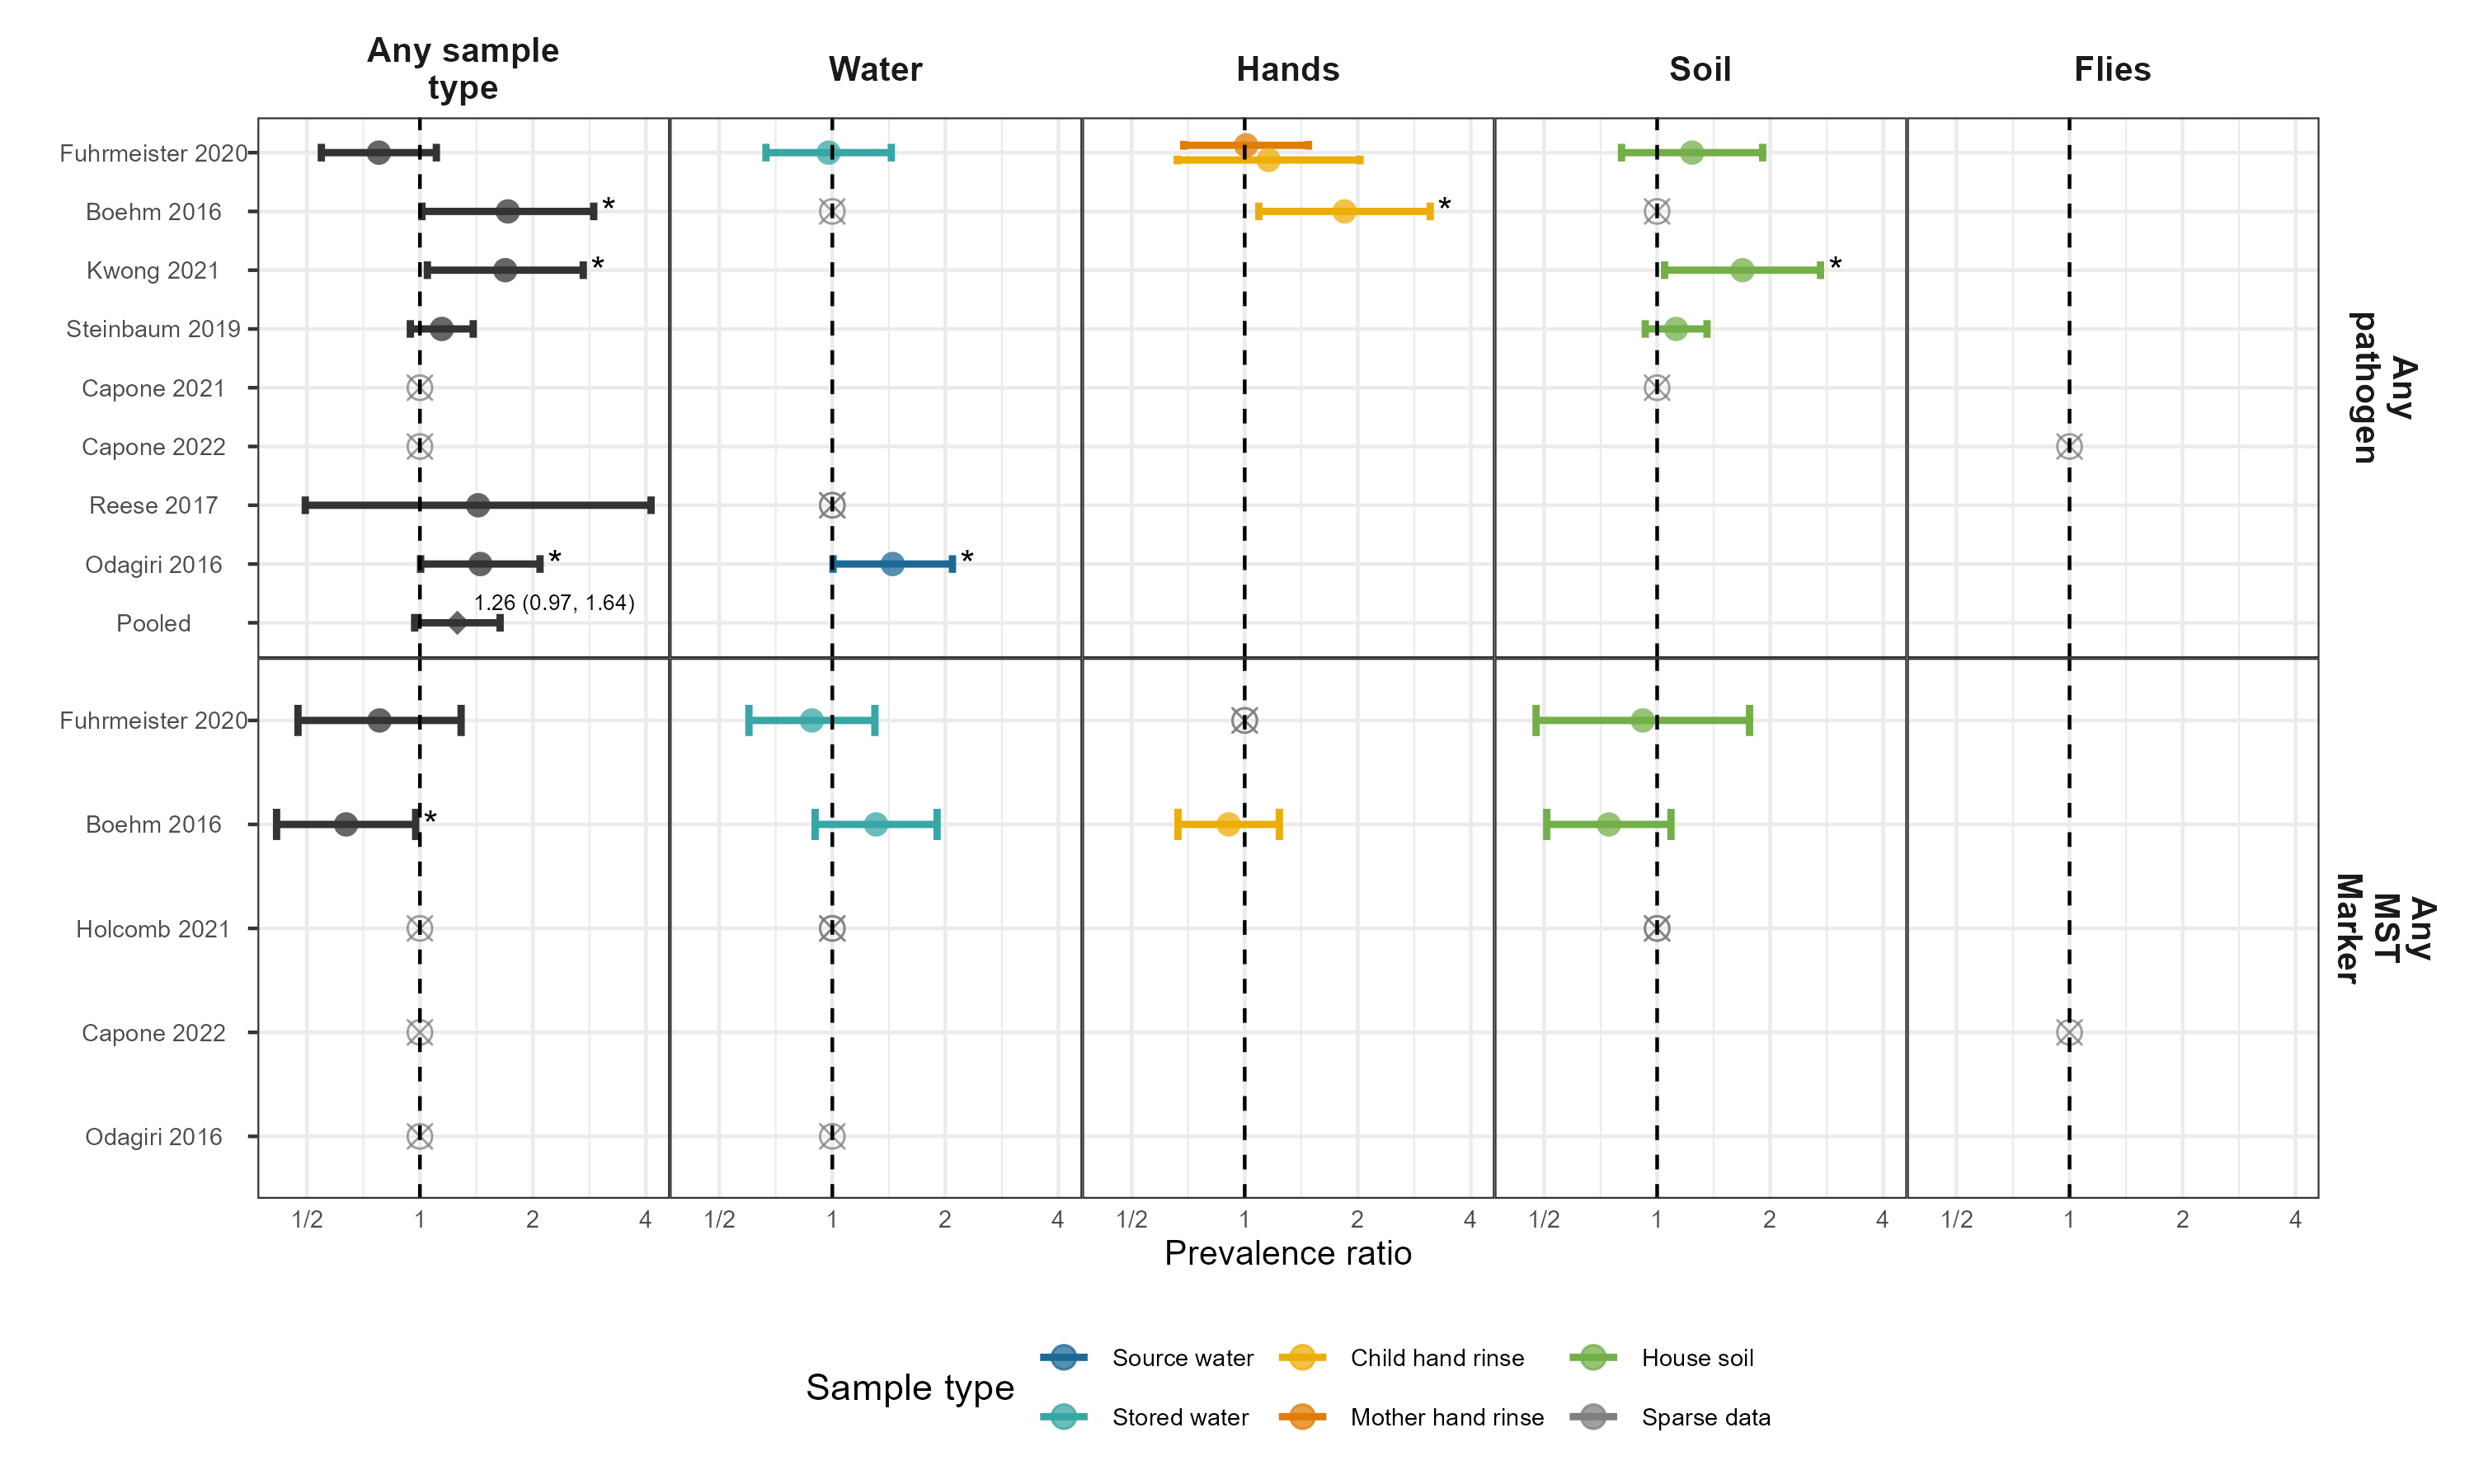 Any sample
type
Water
Hands
Soil
Flies
Fuhrmeister 2020
*
Boehm 2016
*
*
Kwong 2021
*
*
Steinbaum 2019
Capone 2021
Capone 2022
Reese 2017
Odagiri 2016
*
*
1.26 (0.97, 1.64)
Pooled
Any
pathogen
Fuhrmeister 2020
Boehm 2016
*
Holcomb 2021
Capone 2022
Odagiri 2016
Any
MST
Marker
1/2 1 2 4
1/2 1 2 4
1/2 1 2 4
1/2 1 2 4
1/2 1 2 4
Prevalence ratio
Sample type
Source water
Stored water
Child hand rinse
Mother hand rinse
House soil
Sparse data